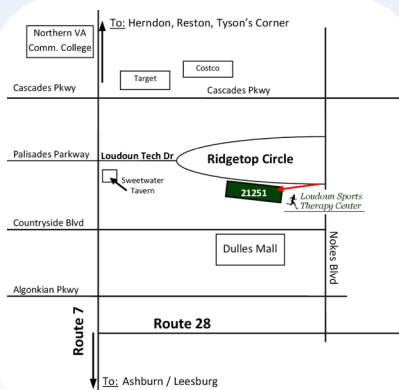 To: Herndon, Reston, Tyson's Corner
Northern VA
Comm. College
Costco
Target
Cascades Pkwy
Cascades Pkwy
Palisades Parkway
Loudoun Tech Dr
Ridgetop Circle
Sweetwater
Tavern
21251
Loudoun Sports
Therapy Center
Countryside Blvd
Nokes Blvd
Dulles Mall
Algonkian Pkwy
Route 7
Route 28
To: Ashburn / Leesburg